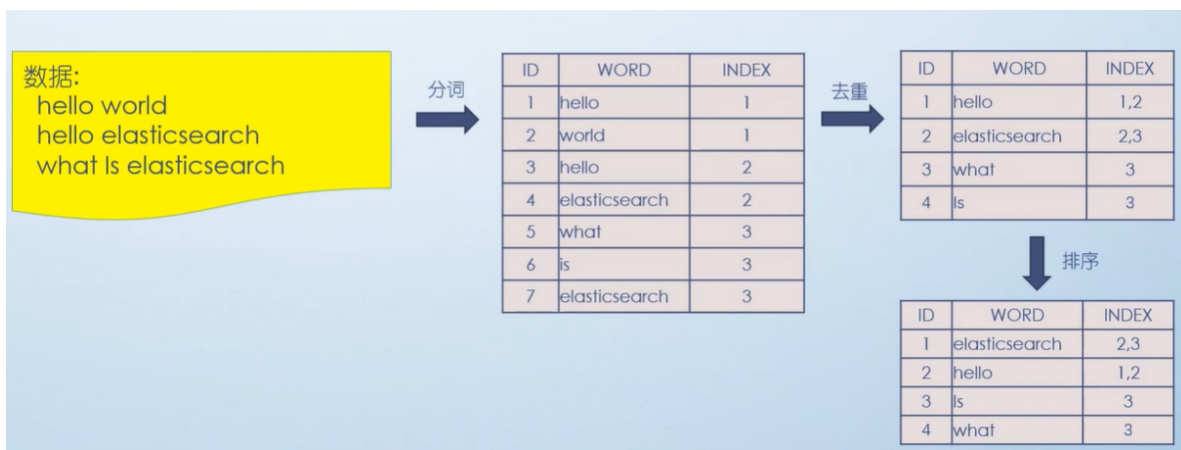 数据:
hello world
hello elasticsearch
what Is elasticsearch
分词
ID WORD INDEX
1 hello 1
2 world 1
3 hello 2
4 elasticsearch 2
5 what 3
6 is 3
7 elasticsearch 3
去重
ID WORD INDEX
1 hello 1,2
2 elasticsearch 2,3
3 what 3
4 Is 3
排序
ID WORD INDEX
1 elasticsearch 2,3
2 hello 1,2
3 Is 3
4 what 3